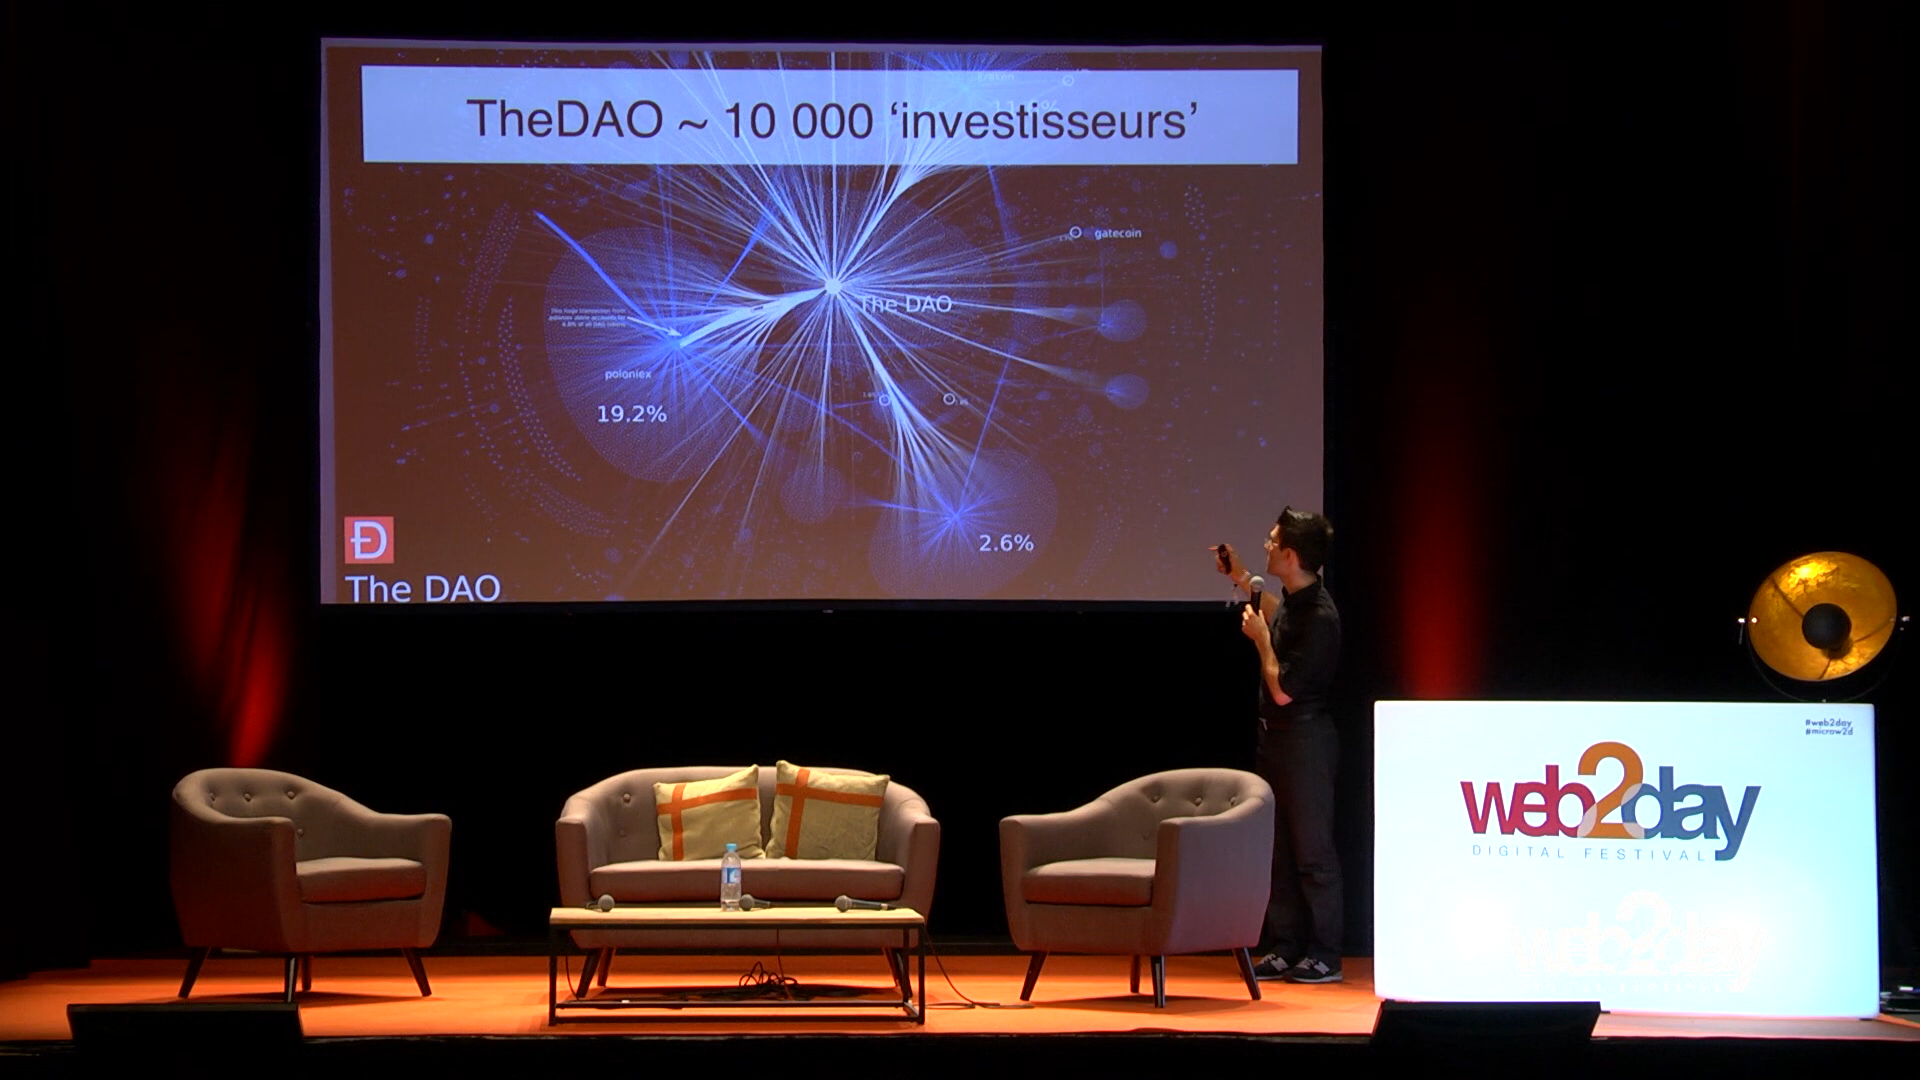 TheDAO ~ 10 000 ‘investisseurs’
gatecoin
The DAO
poloniex
19.2%
2.6%
Đ
The DAO
#web2day
#microw2d
web2day
DIGITAL FESTIVAL